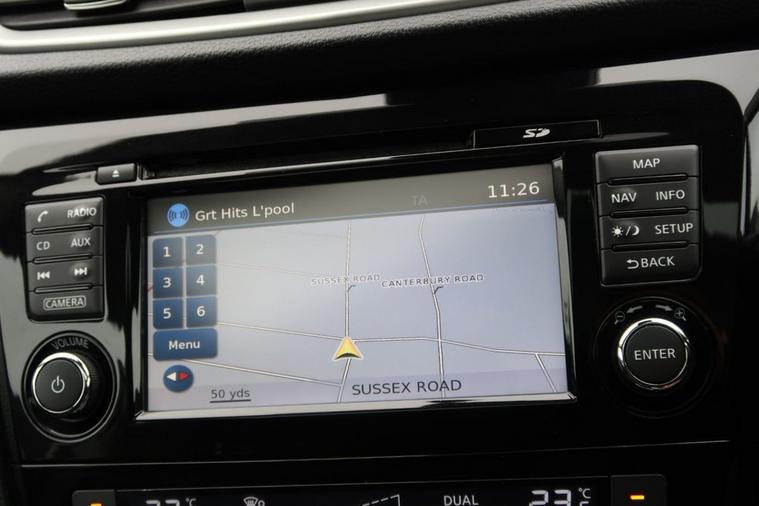 SD
MAP
NAV INFO
SETUP
BACK
ENTER
RADIO
CD AUX
CAMERA
VOLUME
Grt Hits L'pool
TA
11:26
1 2
3 4
5 6
Menu
SUSSEX ROAD
CANTERBURY ROAD
50 yds
SUSSEX ROAD
°C
DUAL
23 °C